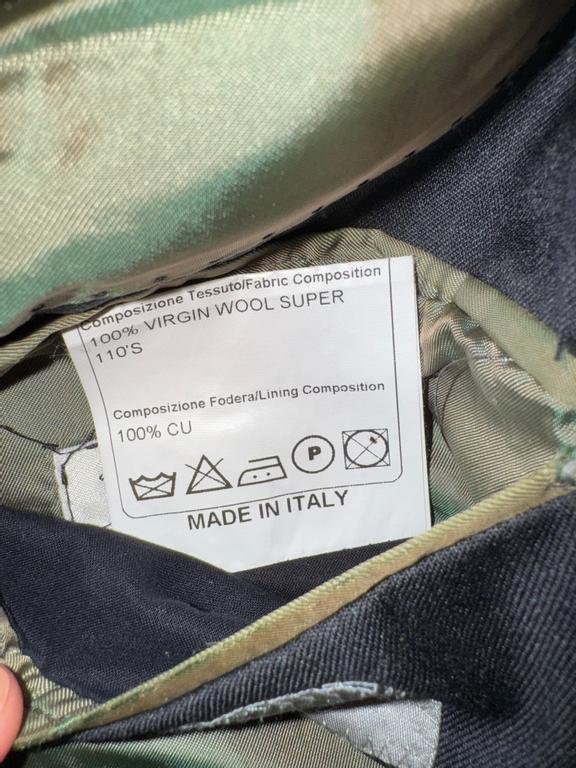 Composizione Tessuto/Fabric Composition
100% VIRGIN WOOL SUPER
110'S
Composizione Fodera/Lining Composition
100% CU
P
MADE IN ITALY